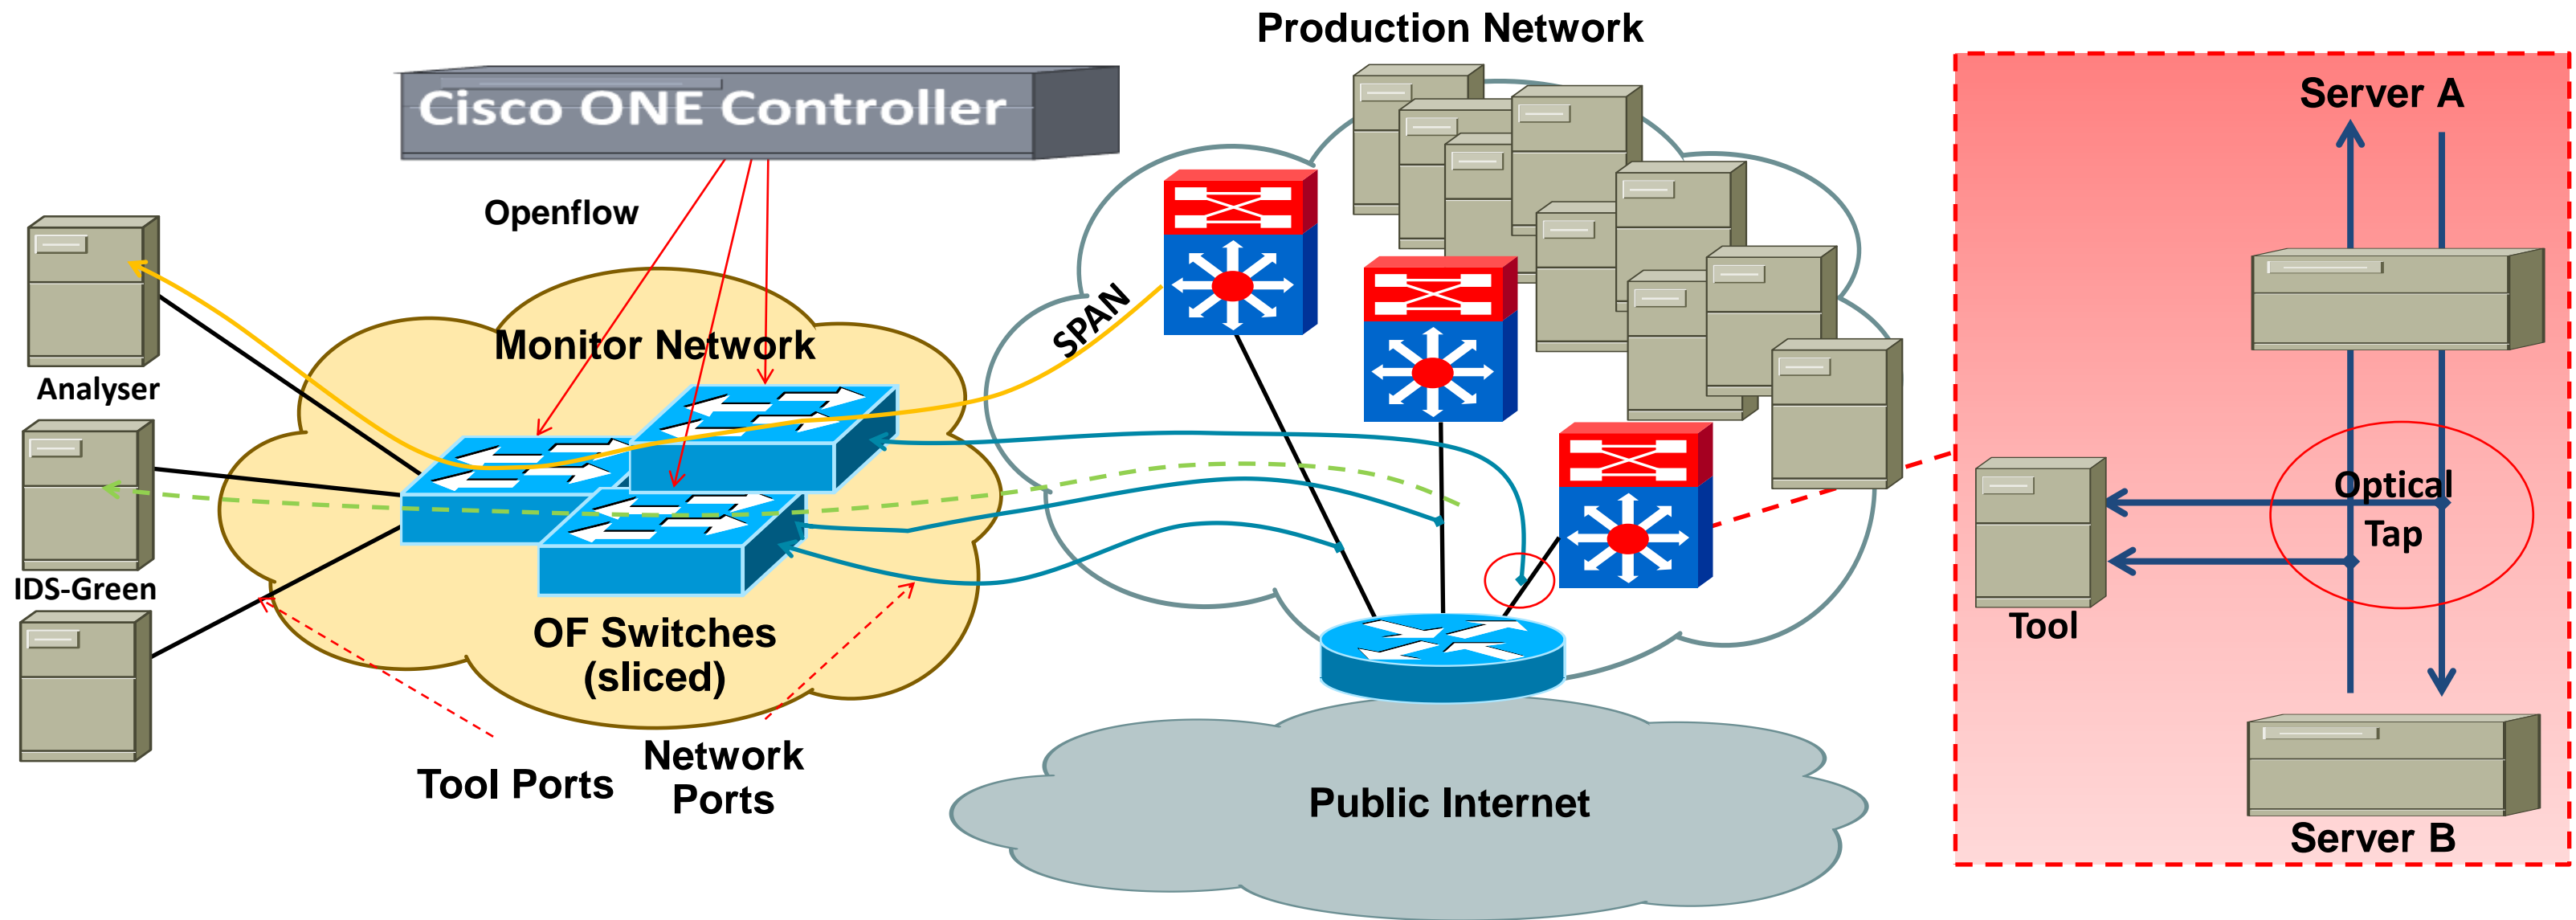 Production Network
Cisco ONE Controller
Server A
Openflow
SPAN
Monitor Network
Analyser
Optical
Tap
IDS-Green
Tool
OF Switches
(sliced)
Tool Ports
Network
Ports
Public Internet
Server B